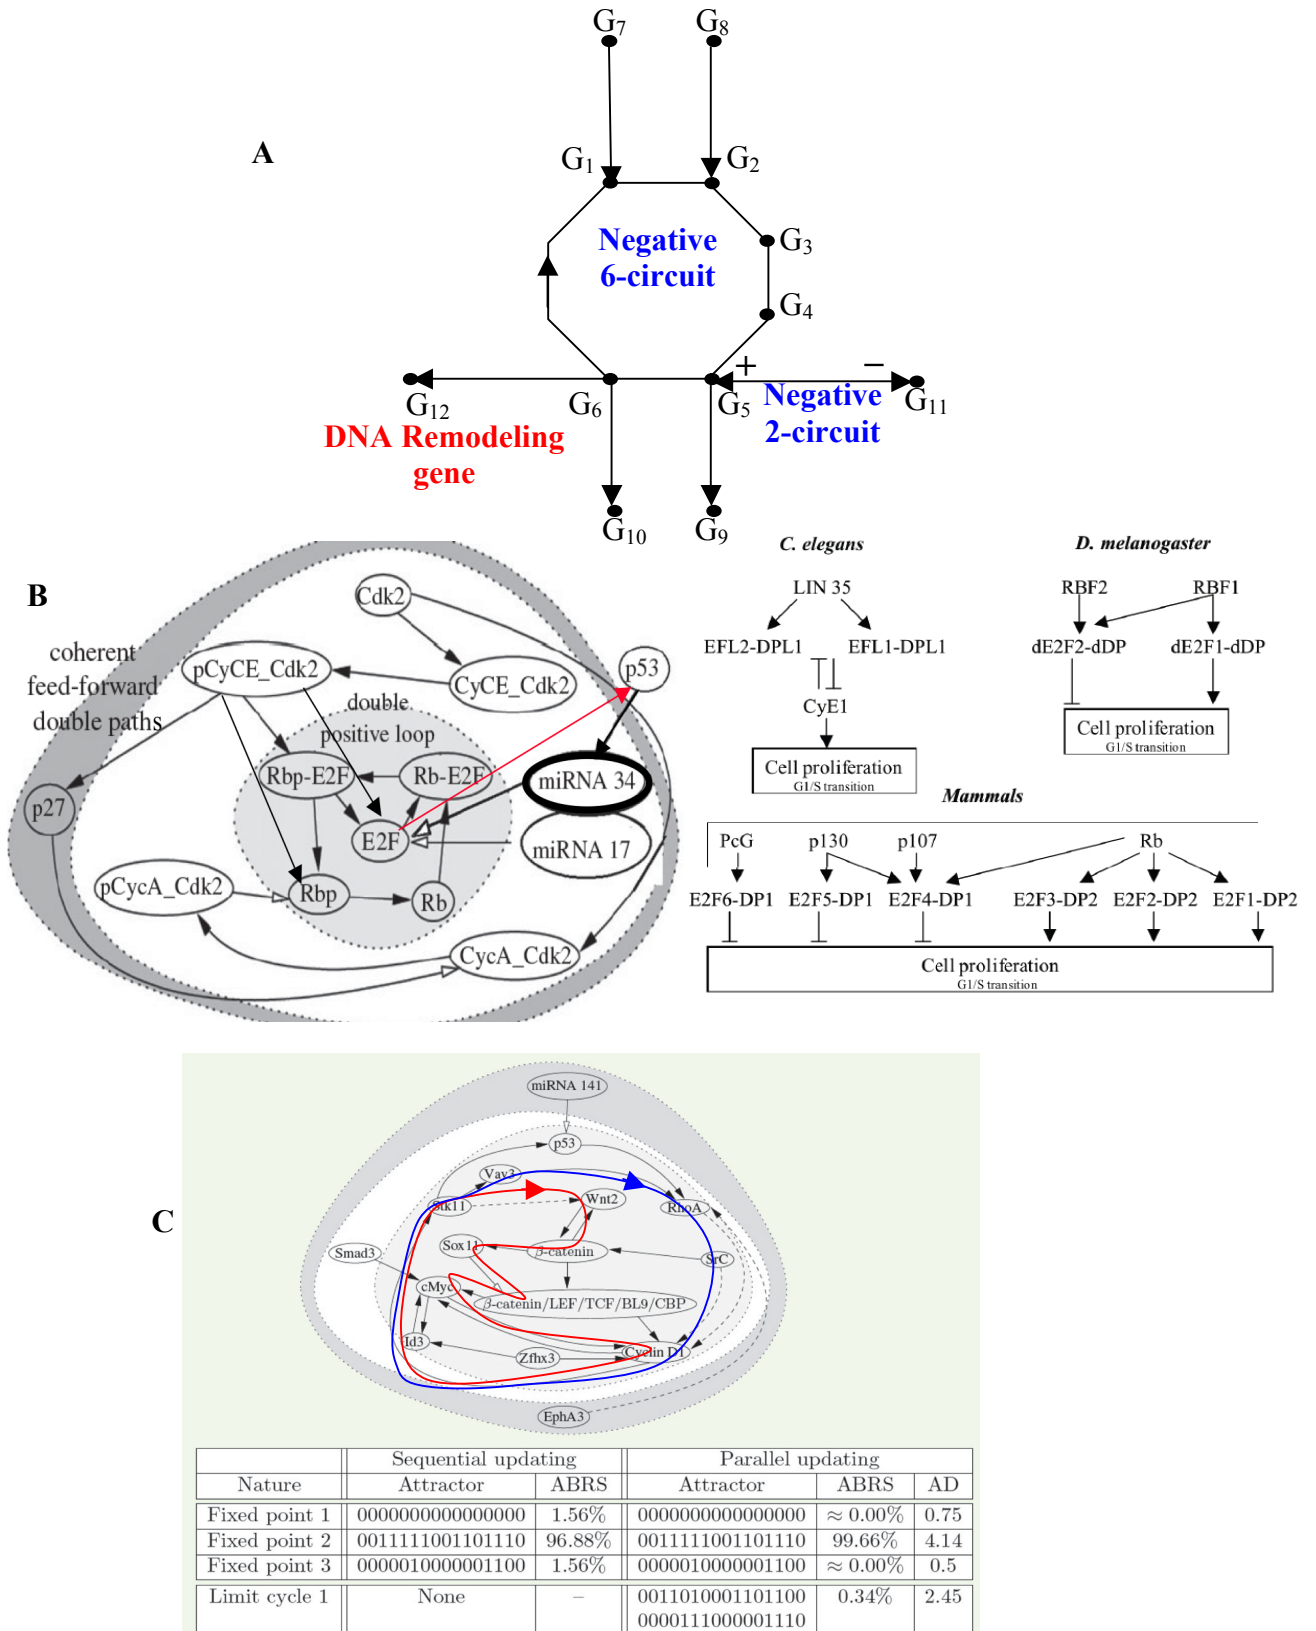 G7
G8
A
G1
G2
Negative
6-circuit
G3
G4
+
−
G12
G6
G5
Negative
2-circuit
G11
DNA Remodeling
gene
G10
G9
B
coherent
feed-forward
double paths
Cdk2
pCyCE_Cdk2
CyCE_Cdk2
p53
double
positive loop
Rbp-E2F
Rb-E2F
miRNA 34
p27
E2F
miRNA 17
pCycA_Cdk2
Rbp
Rb
CycA_Cdk2
C. elegans
LIN 35
EFL2-DPL1
EFL1-DPL1
CyE1
Cell proliferation
G1/S transition
D. melanogaster
RBF2
RBF1
dE2F2-dDP
dE2F1-dDP
Cell proliferation
G1/S transition
Mammals
PcG
p130
p107
Rb
E2F6-DP1
E2F5-DP1
E2F4-DP1
E2F3-DP2
E2F2-DP2
E2F1-DP2
Cell proliferation
G1/S transition
C
miRNA 141
p53
Vav3
Stk11
Wnt2
RhoA
Smad3
Sox11
β-catenin
SrC
cMyc
β-catenin/LEF/TCF/BL9/CBP
Id3
Zfhx3
Cyclin D1
EphA3
Sequential updating Parallel updating
Nature Attractor ABRS Attractor ABRS AD
Fixed point 1 0000000000000000 1.56% 0000000000000000 ≈ 0.00% 0.75
Fixed point 2 0011111001101110 96.88% 0011111001101110 99.66% 4.14
Fixed point 3 0000010000001100 1.56% 0000010000001100 ≈ 0.00% 0.5
Limit cycle 1 None – 0011010001101100 0.34% 2.45
0000111000001110